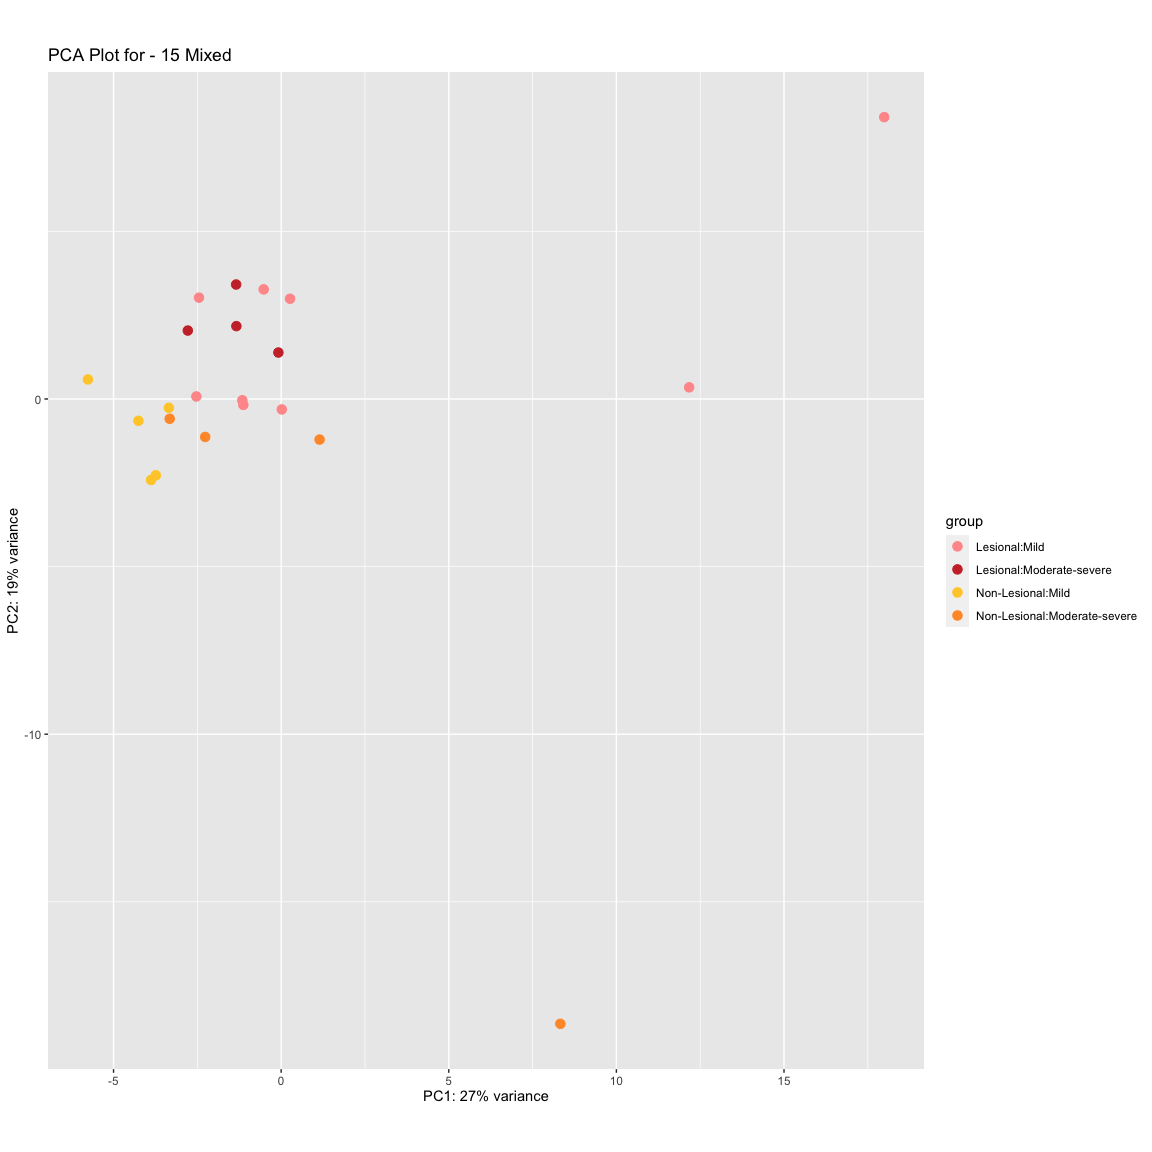 PCA Plot for - 15 Mixed
0
-10
PC2: 19% variance
-5
0
5
10
15
PC1: 27% variance
group
Lesional:Mild
Lesional:Moderate-severe
Non-Lesional:Mild
Non-Lesional:Moderate-severe